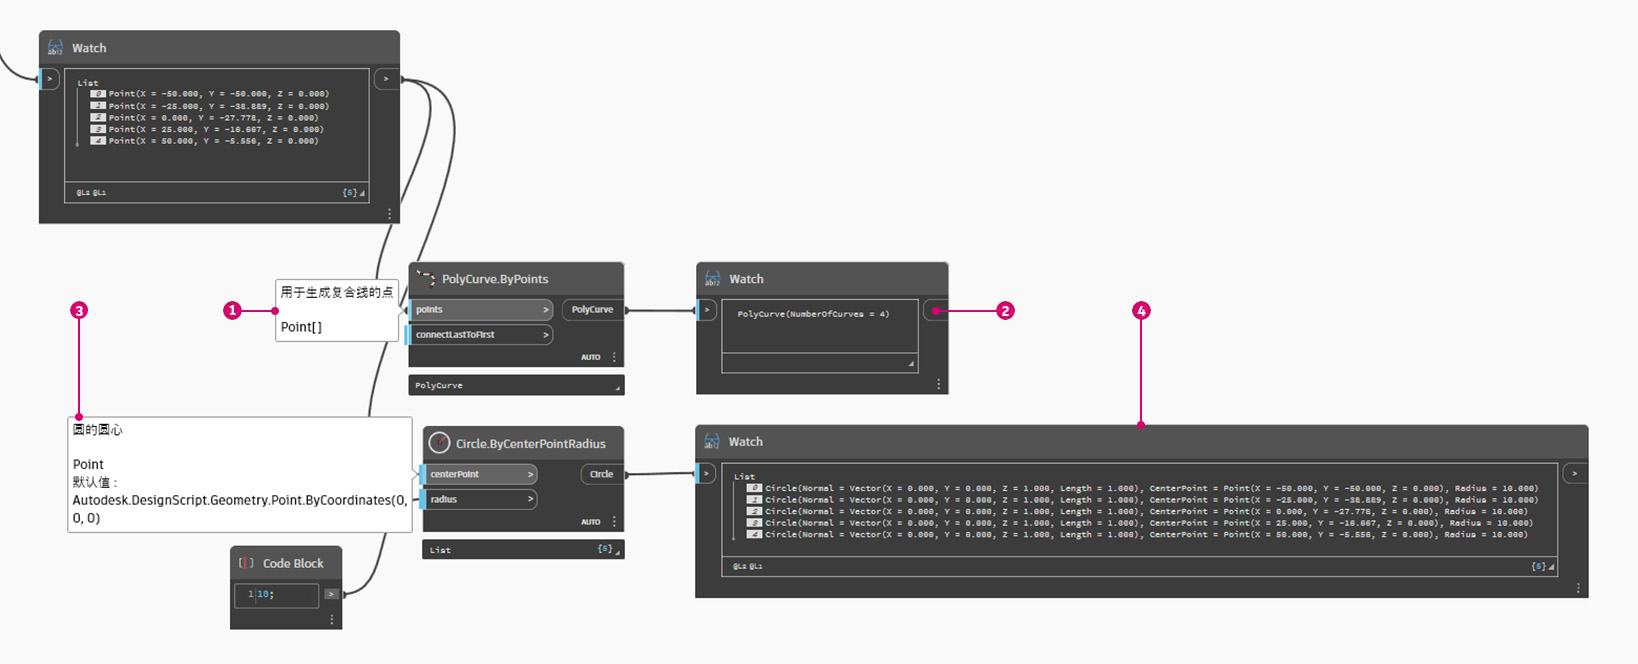 Watch
>
>
List
0 Point(X = -50.000, Y = -50.000, Z = 0.000)
1 Point(X = -25.000, Y = -38.889, Z = 0.000)
2 Point(X = 0.000, Y = -27.778, Z = 0.000)
3 Point(X = 25.000, Y = -16.667, Z = 0.000)
4 Point(X = 50.000, Y = -5.556, Z = 0.000)
@L2 @L1
{5}
用于生成复合线的点
Point[]
1
PolyCurve.ByPoints
points >
PolyCurve
connectLastToFirst >
AUTO
PolyCurve
Watch
>
PolyCurve(NumberOfCurves = 4)
2
3
4
圆的圆心
Point
默认值：
Autodesk.DesignScript.Geometry.Point.ByCoordinates(0,
0, 0)
Circle.ByCenterPointRadius
centerPoint >
Circle
radius >
AUTO
List
{5}
Watch
>
>
List
0 Circle(Normal = Vector(X = 0.000, Y = 0.000, Z = 1.000, Length = 1.000), CenterPoint = Point(X = -50.000, Y = -50.000, Z = 0.000), Radius = 10.000)
1 Circle(Normal = Vector(X = 0.000, Y = 0.000, Z = 1.000, Length = 1.000), CenterPoint = Point(X = -25.000, Y = -38.889, Z = 0.000), Radius = 10.000)
2 Circle(Normal = Vector(X = 0.000, Y = 0.000, Z = 1.000, Length = 1.000), CenterPoint = Point(X = 0.000, Y = -27.778, Z = 0.000), Radius = 10.000)
3 Circle(Normal = Vector(X = 0.000, Y = 0.000, Z = 1.000, Length = 1.000), CenterPoint = Point(X = 25.000, Y = -16.667, Z = 0.000), Radius = 10.000)
4 Circle(Normal = Vector(X = 0.000, Y = 0.000, Z = 1.000, Length = 1.000), CenterPoint = Point(X = 50.000, Y = -5.556, Z = 0.000), Radius = 10.000)
@L2 @L1
{5}
Code Block
1 10;
>